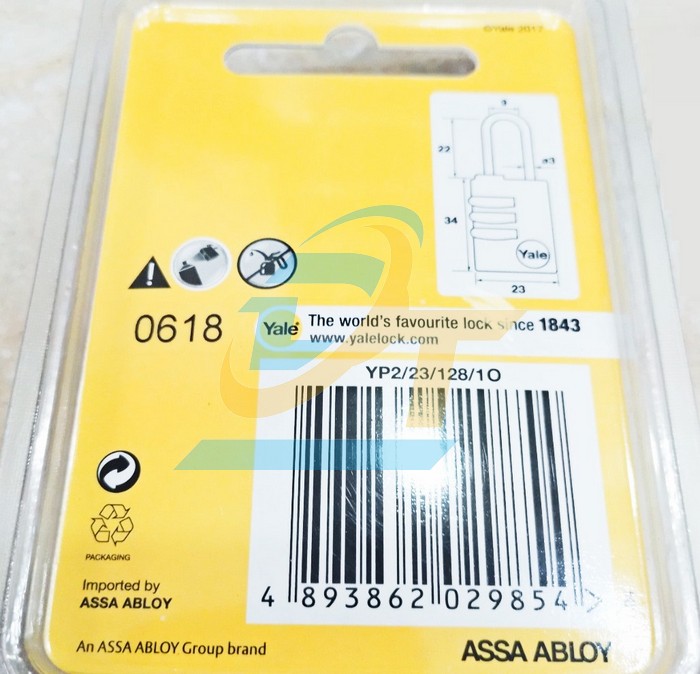 ©Yale 2017
9
22
ø3
34
Yale
23
0618
Yale
The world's favourite lock since 1843
www.yalelock.com
YP2/23/128/1O
4 893862 029854 >
PACKAGING
Imported by
ASSA ABLOY
An ASSA ABLOY Group brand
ASSA ABLOY